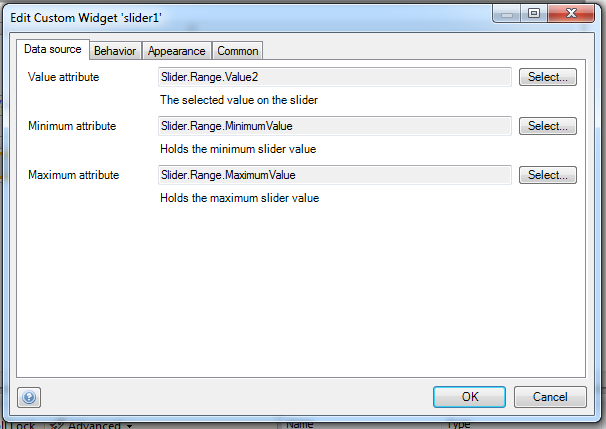 Edit Custom Widget 'slider1'
Data source Behavior Appearance Common
Value attribute Slider.Range.Value2 Select...
The selected value on the slider
Minimum attribute Slider.Range.MinimumValue Select...
Holds the minimum slider value
Maximum attribute Slider.Range.MaximumValue Select...
Holds the maximum slider value
OK Cancel
Lock Advanced Name Type